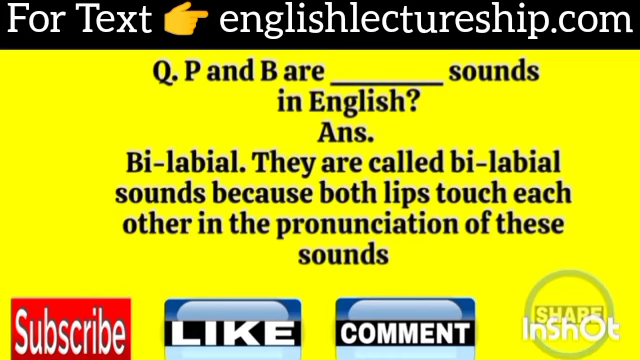 For Text 👉 englishlectureship.com
Q. P and B are ______ sounds
in English?
Ans.
Bi-labial. They are called bi-labial
sounds because both lips touch each
other in the pronunciation of these
sounds
Subscribe
LIKE
COMMENT
SHARE
InShOt